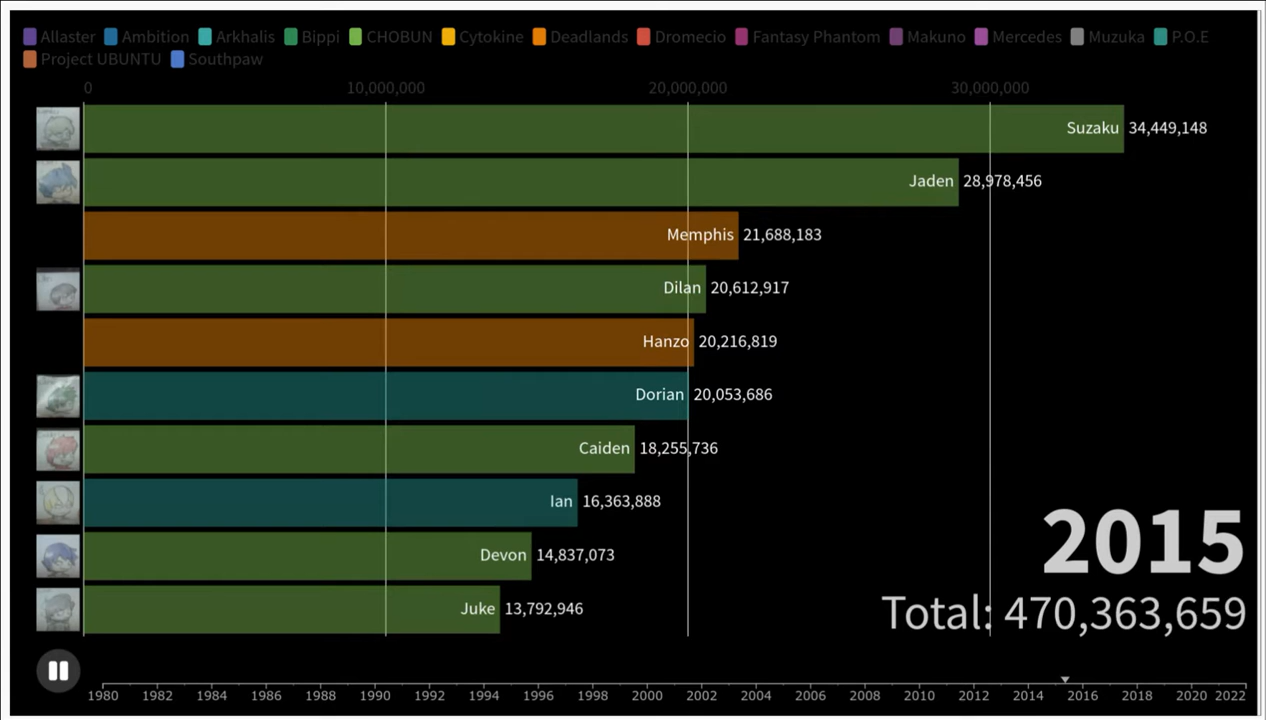 Allaster Ambition Arkhalis Bippi CHOBUN Cytokine Deadlands Dromecio Fantasy Phantom Makuno Mercedes Muzuka P.O.E
Project UBUNTU Southpaw
0 10,000,000 20,000,000 30,000,000
Suzaku 34,449,148
Jaden 28,978,456
Memphis 21,688,183
Dilan 20,612,917
Hanzo 20,216,819
Dorian 20,053,686
Caiden 18,255,736
Ian 16,363,888
Devon 14,837,073
Juke 13,792,946
2015
Total: 470,363,659
1980 1982 1984 1986 1988 1990 1992 1994 1996 1998 2000 2002 2004 2006 2008 2010 2012 2014 2016 2018 2020 2022